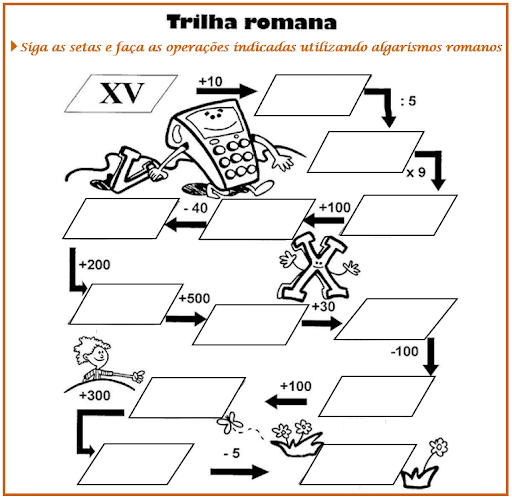 Trilha romana
Siga as setas e faça as operações indicadas utilizando algarismos romanos
XV
+10
: 5
x 9
+100
- 40
+200
+500
+30
-100
+100
+300
- 5